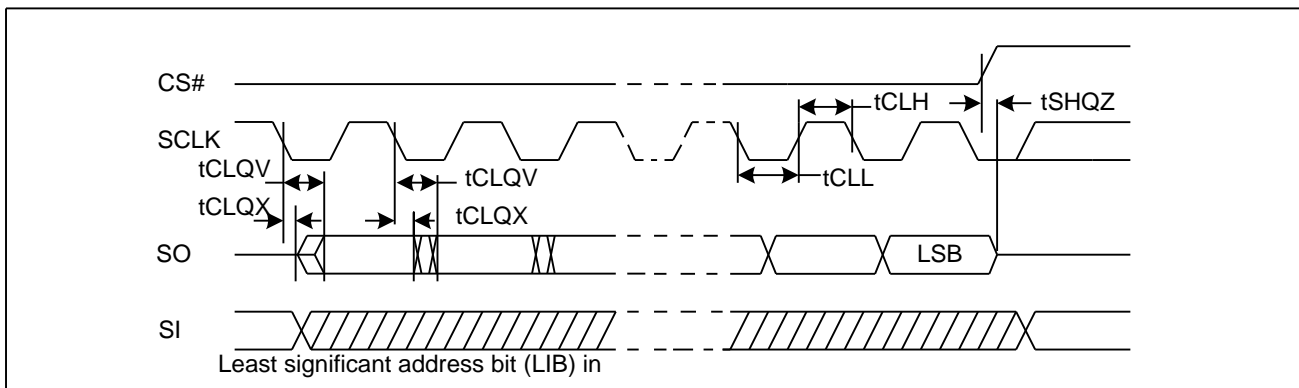 CS#
tCLH
tSHQZ
SCLK
tCLQV
tCLQV
tCLL
tCLQX
tCLQX
SO
LSB
SI
Least significant address bit (LIB) in